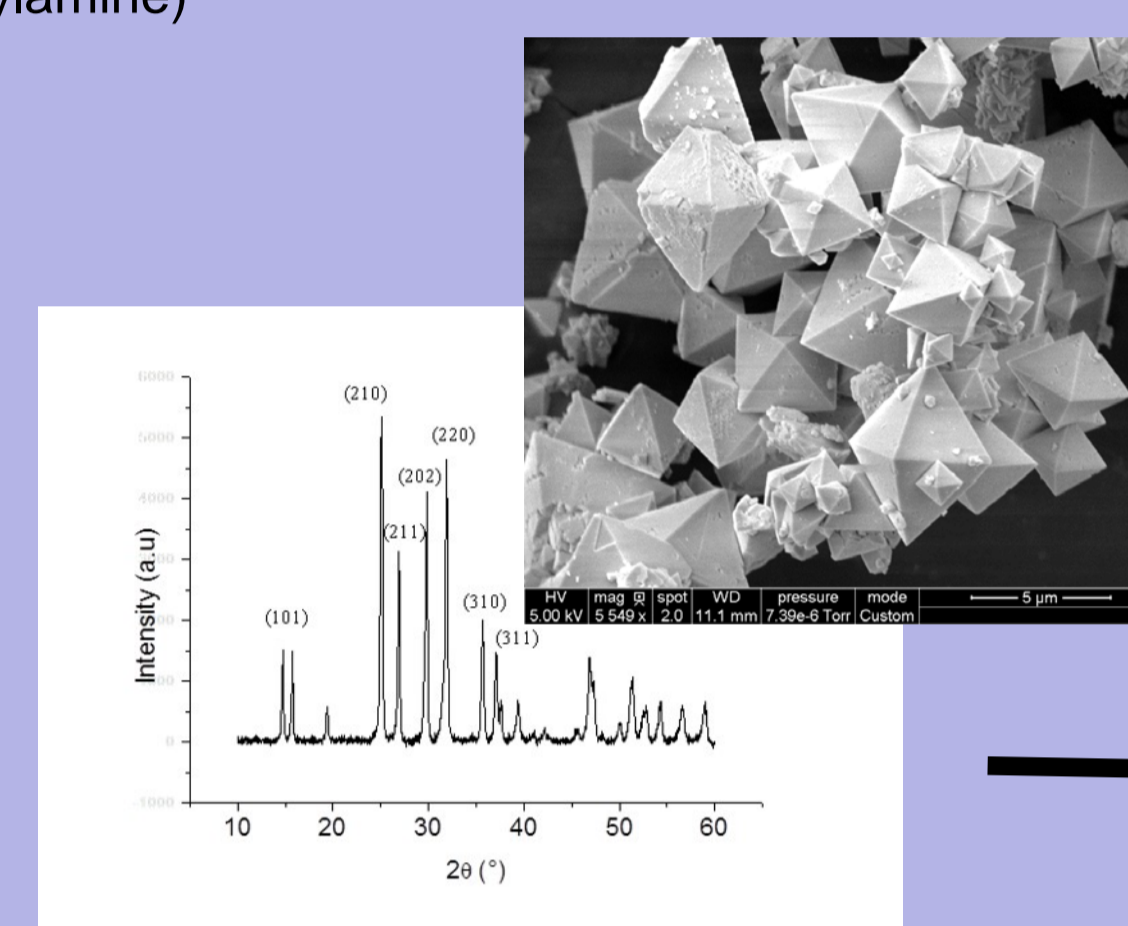 ylamine)
HV mag spot WD pressure mode
5.00 kV 5 549 x 2.0 11.1 mm 7.39e-6 Torr Custom
5 µm
6000
5000
4000
0
-1000
Intensity (a.u)
(101)
(210)
(211)
(202)
(220)
(310)
(311)
10 20 30 40 50 60
2θ (°)